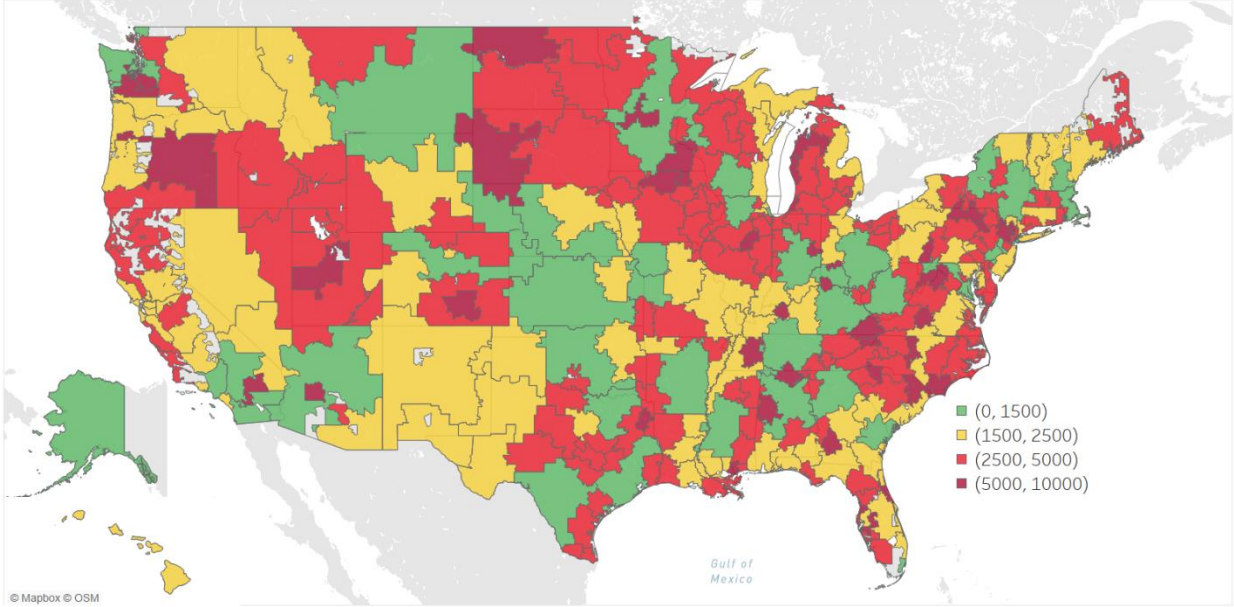 (0, 1500)
(1500, 2500)
(2500, 5000)
(5000, 10000)
Gulf of
Mexico
© Mapbox © OSM